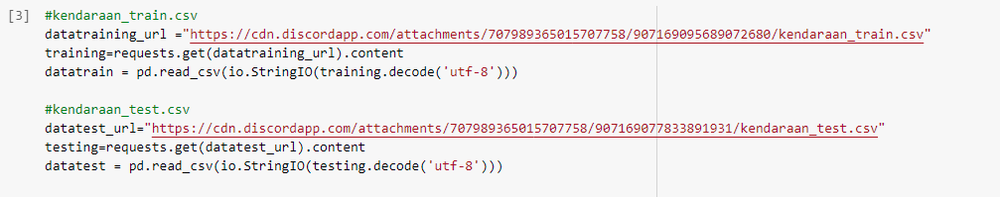 [3] #kendaraan_train.csv
datatraining_url ="https://cdn.discordapp.com/attachments/707989365015707758/907169095689072680/kendaraan_train.csv"
training=requests.get(datatraining_url).content
datatrain = pd.read_csv(io.StringIO(training.decode('utf-8')))
#kendaraan_test.csv
datatest_url="https://cdn.discordapp.com/attachments/707989365015707758/907169077833891931/kendaraan_test.csv"
testing=requests.get(datatest_url).content
datatest = pd.read_csv(io.StringIO(testing.decode('utf-8')))